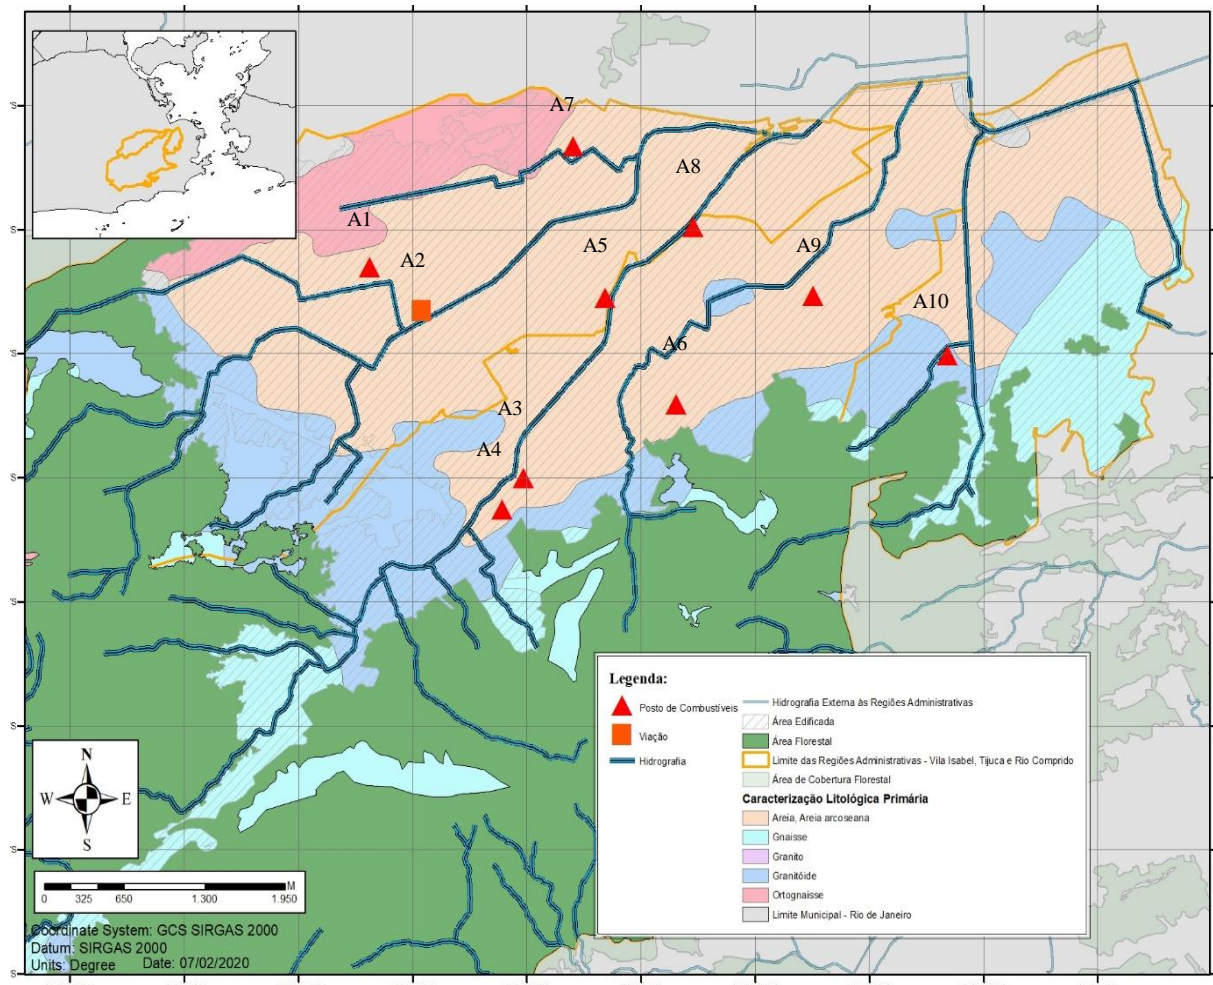 A7
A8
A1
A2
A5
A9
A10
A6
A3
A4
S
S
S
S
S
S
S
S
Legenda:
Posto de Combustíveis
Viação
Hidrografia
Hidrografia Externa às Regiões Administrativas
Área Edificada
Área Florestal
Limite das Regiões Administrativas - Vila Isabel, Tijuca e Rio Comprido
Área de Cobertura Florestal
Caracterização Litológica Primária
Areia, Areia arcoseana
Gnaisse
Granito
Granitóide
Ortognaisse
Limite Municipal - Rio de Janeiro
N
W E
S
M
0 325 650 1.300 1.950
Coordinate System: GCS SIRGAS 2000
Datum: SIRGAS 2000
Units: Degree Date: 07/02/2020